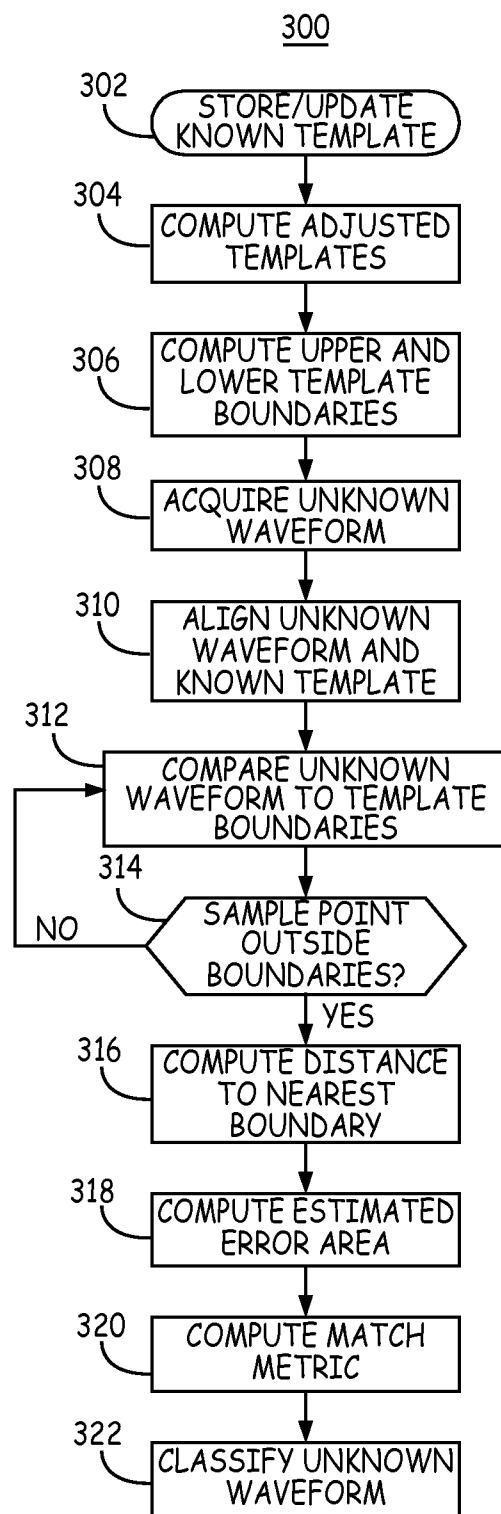 300
302
STORE/UPDATE
KNOWN TEMPLATE
304
COMPUTE ADJUSTED
TEMPLATES
306
COMPUTE UPPER AND
LOWER TEMPLATE
BOUNDARIES
308
ACQUIRE UNKNOWN
WAVEFORM
310
ALIGN UNKNOWN
WAVEFORM AND
KNOWN TEMPLATE
312
COMPARE UNKNOWN
WAVEFORM TO TEMPLATE
BOUNDARIES
314
SAMPLE POINT
OUTSIDE
BOUNDARIES?
NO
YES
316
COMPUTE DISTANCE
TO NEAREST
BOUNDARY
318
COMPUTE ESTIMATED
ERROR AREA
320
COMPUTE MATCH
METRIC
322
CLASSIFY UNKNOWN
WAVEFORM